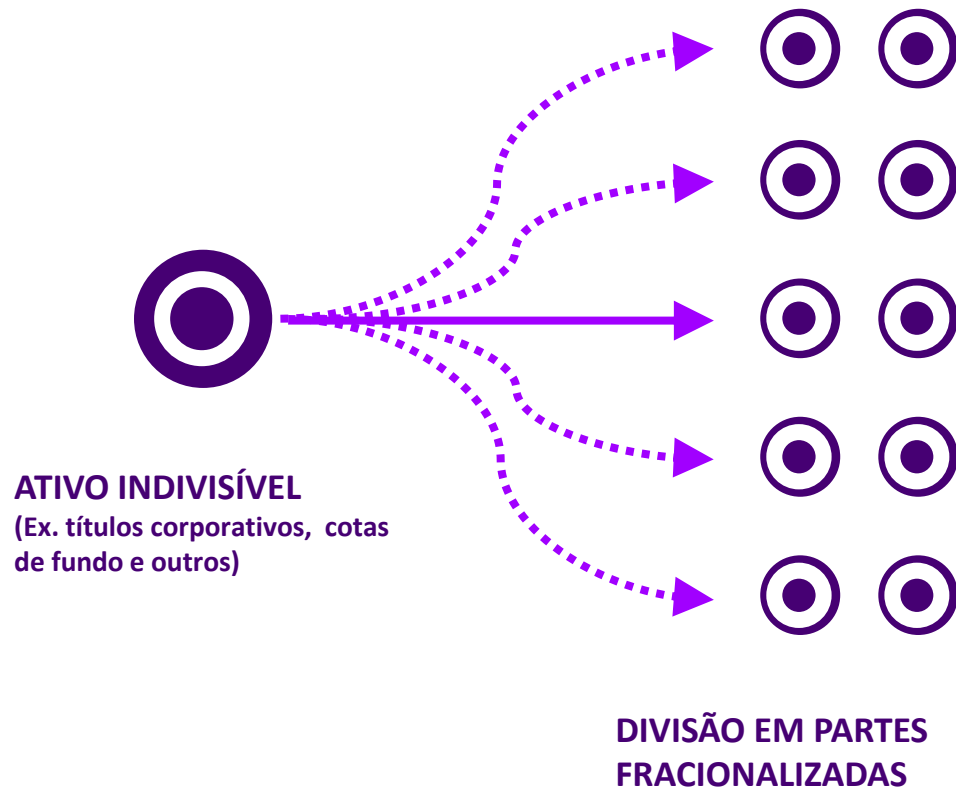 ATIVO INDIVISÍVEL
(Ex. títulos corporativos, cotas
de fundo e outros)
DIVISÃO EM PARTES
FRACIONALIZADAS